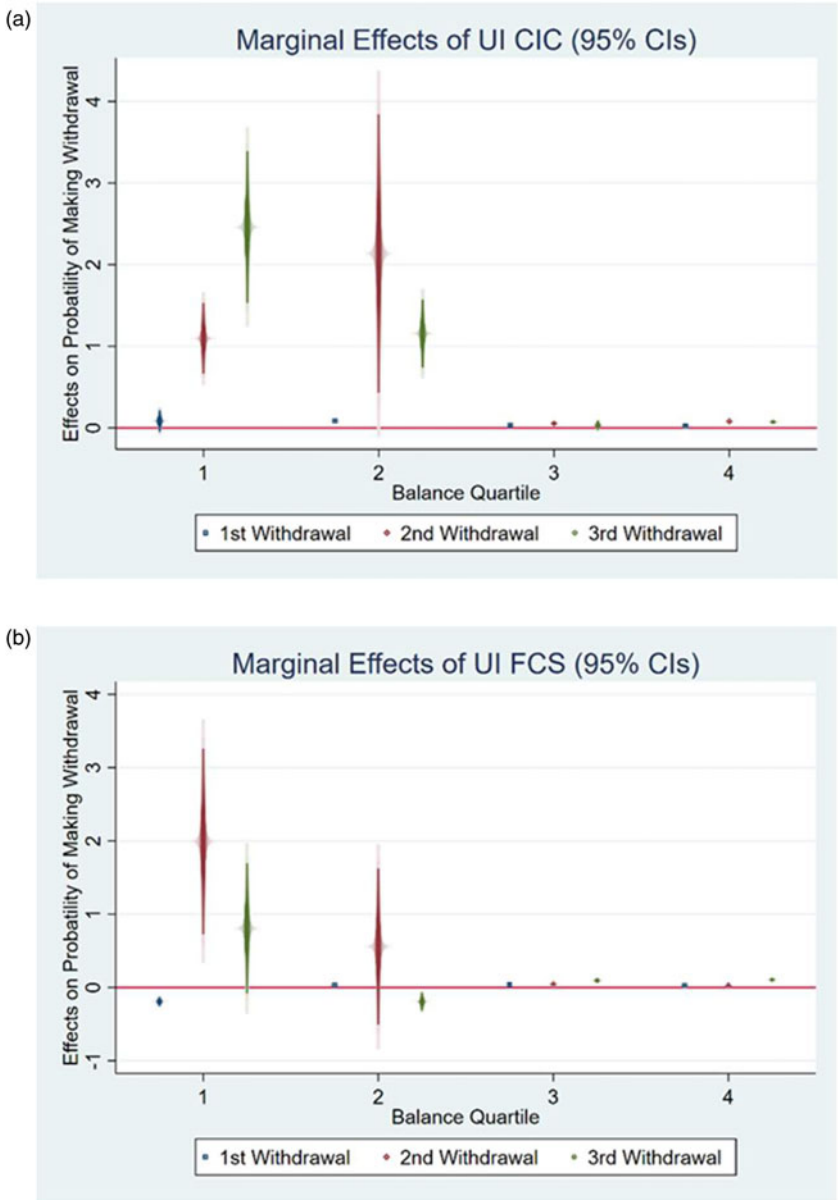 (a)
Marginal Effects of UI CIC (95% CIs)
Effects on Probatility of Making Withdrawal
4
3
2
1
0
1 2 3 4
Balance Quartile
1st Withdrawal 2nd Withdrawal 3rd Withdrawal
(b)
Marginal Effects of UI FCS (95% CIs)
Effects on Probatility of Making Withdrawal
4
3
2
1
0
-1
1 2 3 4
Balance Quartile
1st Withdrawal 2nd Withdrawal 3rd Withdrawal